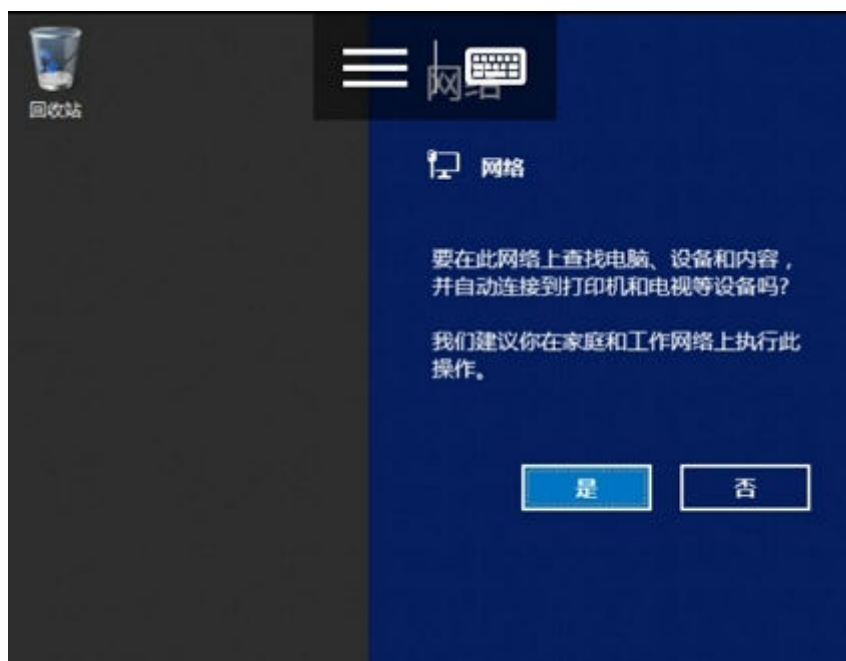 回收站
网络
网络
要在此网络上查找电脑、设备和内容，
并自动连接到打印机和电视等设备吗?
我们建议你在家庭和工作网络上执行此
操作。
是
否